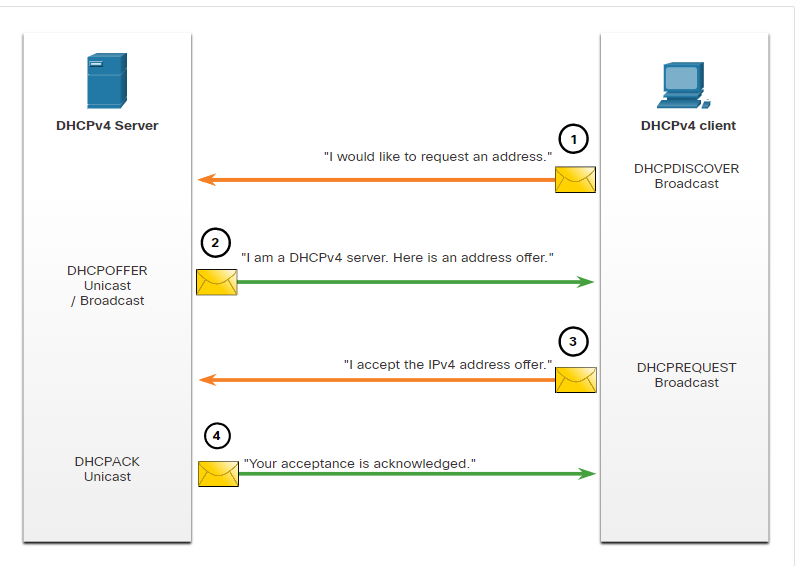 DHCPv4 Server
DHCPv4 client
1
"I would like to request an address."
DHCPDISCOVER
Broadcast
2
"I am a DHCPv4 server. Here is an address offer."
DHCPOFFER
Unicast
/ Broadcast
3
"I accept the IPv4 address offer."
DHCPREQUEST
Broadcast
4
"Your acceptance is acknowledged."
DHCPACK
Unicast